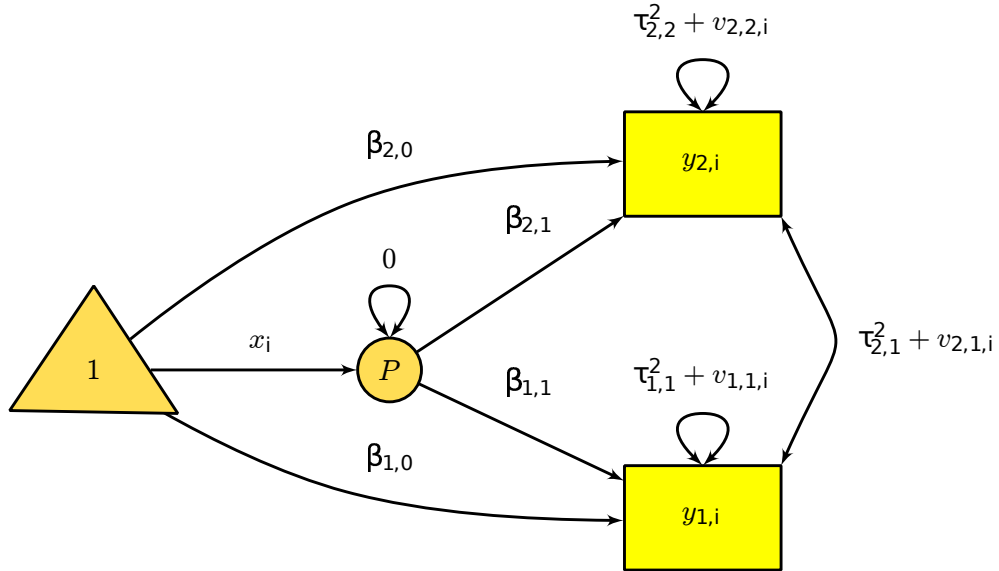 τ²₂,₂ + v₂,₂,ᵢ
β₂,₀
y₂,ᵢ
β₂,₁
0
xᵢ
τ²₂,₁ + v₂,₁,ᵢ
1
P
τ²₁,₁ + v₁,₁,ᵢ
β₁,₁
β₁,₀
y₁,ᵢ